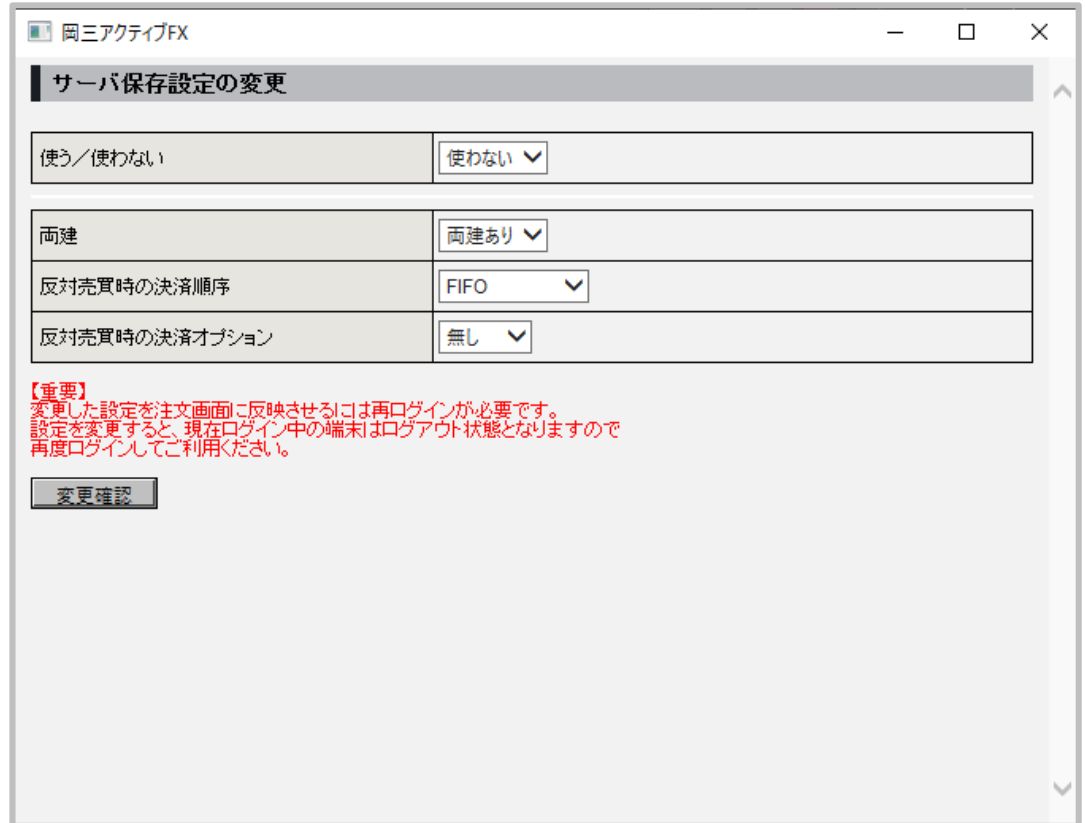 岡三アクティブFX
サーバ保存設定の変更
使う／使わない 使わない
両建 両建あり
反対売買時の決済順序 FIFO
反対売買時の決済オプション 無し
【重要】
変更した設定を注文画面に反映させるには再ログインが必要です。
設定を変更すると、現在ログイン中の端末はログアウト状態となりますので
再度ログインしてご利用ください。
変更確認